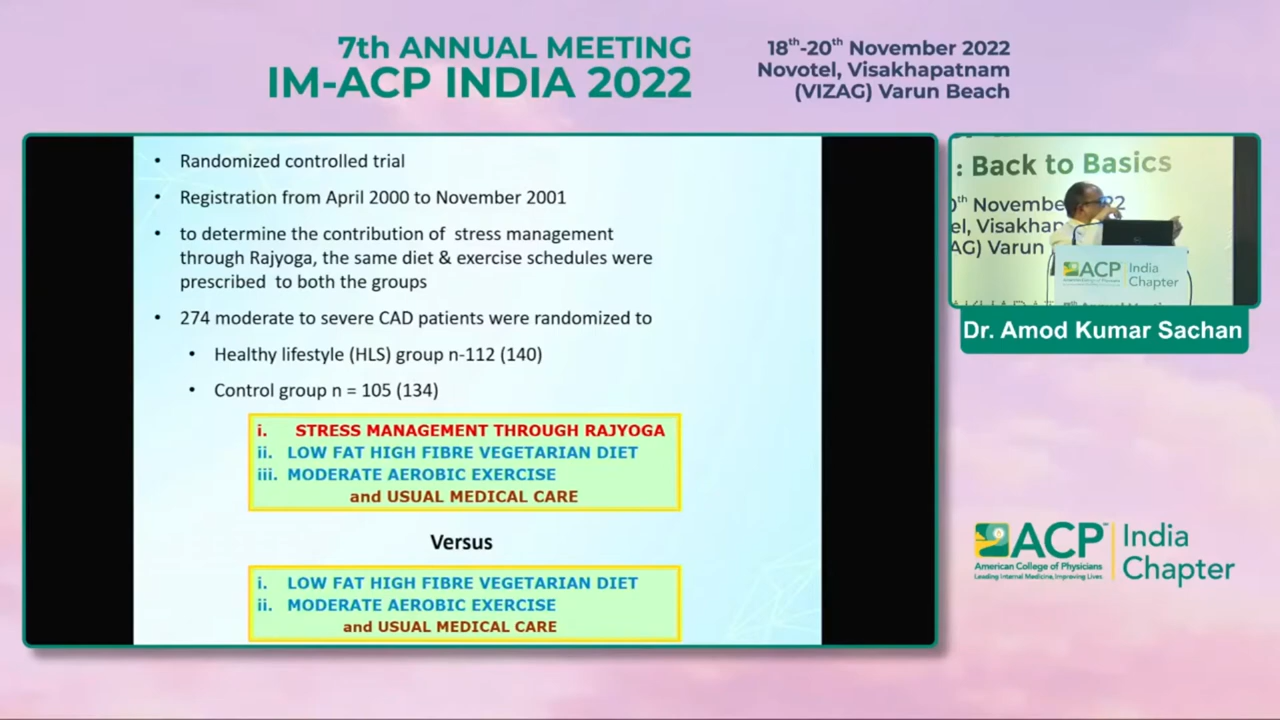 7th ANNUAL MEETING
IM-ACP INDIA 2022
18th-20th November 2022
Novotel, Visakhapatnam
(VIZAG) Varun Beach
• Randomized controlled trial
• Registration from April 2000 to November 2001
• to determine the contribution of stress management
through Rajyoga, the same diet & exercise schedules were
prescribed to both the groups
• 274 moderate to severe CAD patients were randomized to
• Healthy lifestyle (HLS) group n-112 (140)
• Control group n = 105 (134)
i. STRESS MANAGEMENT THROUGH RAJYOGA
ii. LOW FAT HIGH FIBRE VEGETARIAN DIET
iii. MODERATE AEROBIC EXERCISE
and USUAL MEDICAL CARE
Versus
i. LOW FAT HIGH FIBRE VEGETARIAN DIET
ii. MODERATE AEROBIC EXERCISE
and USUAL MEDICAL CARE
: Back to Basics
th Novembe 22
el, Visakhap
AG) Varun
ACP India
Chapter
Dr. Amod Kumar Sachan
ACP India
Chapter
American College of Physicians
Leading Internal Medicine, Improving Lives